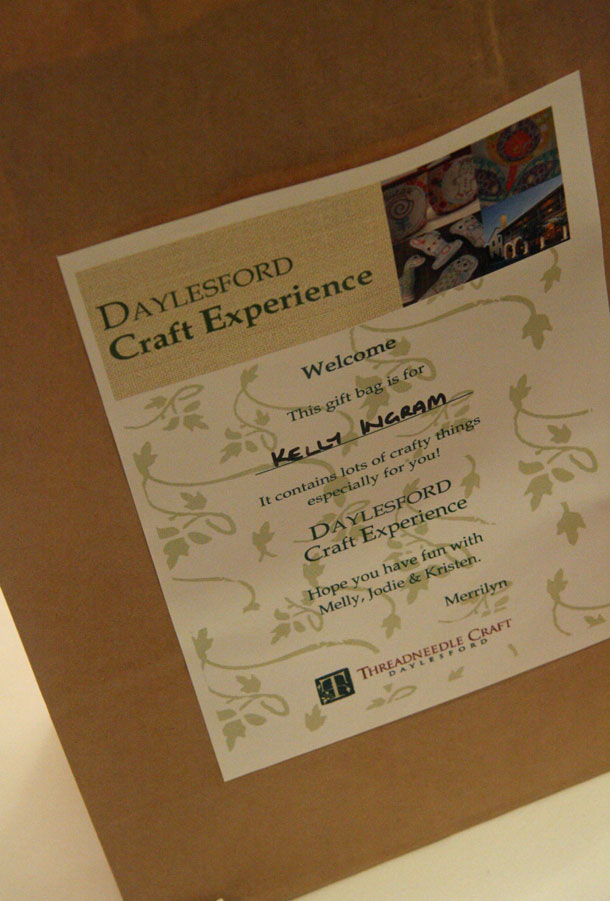 DAYLESFORD
Craft Experience
Welcome
This gift bag is for
KELLY INGRAM
It contains lots of crafty things
especially for you!
DAYLESFORD
Craft Experience
Hope you have fun with
Melly, Jodie & Kristen.
Merrilyn
T THREADNEEDLE CRAFT
DAYLESFORD